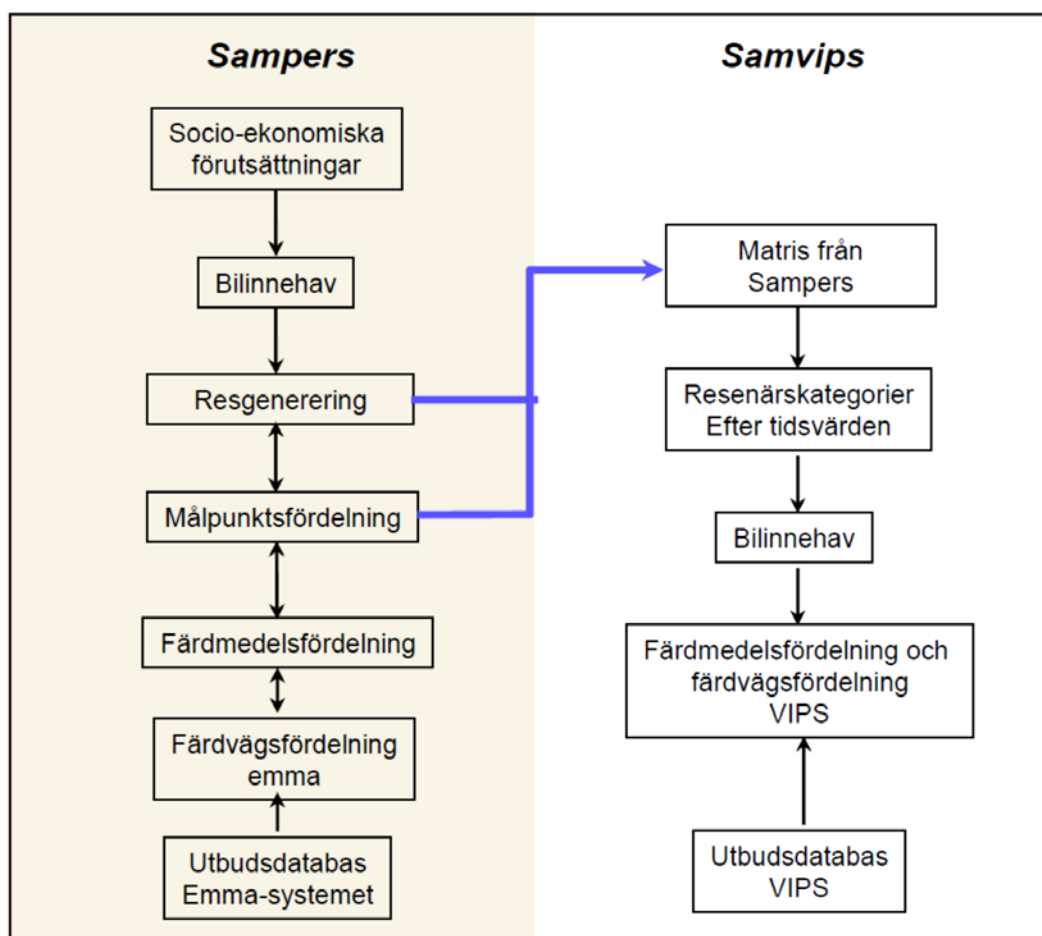 Sampers
Socio-ekonomiska
förutsättningar
Bilinnehav
Resgenerering
Målpunktsfördelning
Färdmedelsfördelning
Färdvägsfördelning
emma
Utbudsdatabas
Emma-systemet
Samvips
Matris från
Sampers
Resenärskategorier
Efter tidsvärden
Bilinnehav
Färdmedelsfördelning och
färdvägsfördelning
VIPS
Utbudsdatabas
VIPS